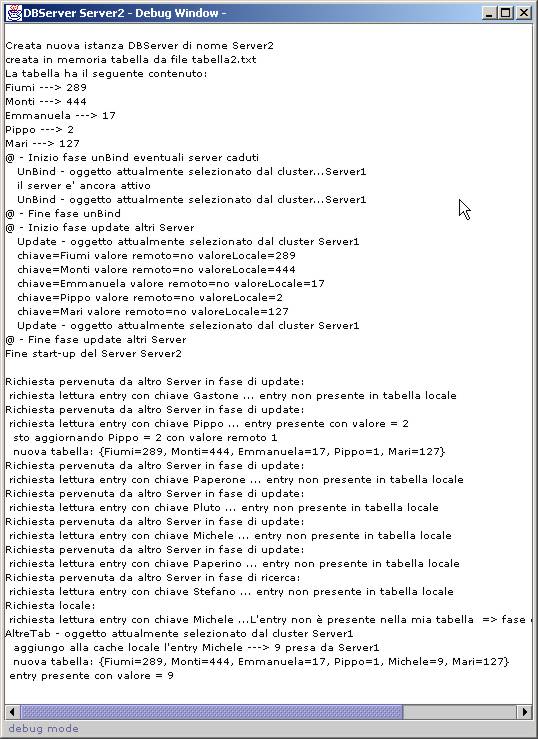 DBServer Server2 - Debug Window -
Creata nuova istanza DBServer di nome Server2
creata in memoria tabella da file tabella2.txt
La tabella ha il seguente contenuto:
Fiumi ---> 289
Monti ---> 444
Emmanuela ---> 17
Pippo ---> 2
Mari ---> 127
@ - Inizio fase unBind eventuali server caduti
UnBind - oggetto attualmente selezionato dal cluster...Server1
il server e' ancora attivo
UnBind - oggetto attualmente selezionato dal cluster...Server1
@ - Fine fase unBind
@ - Inizio fase update altri Server
Update - oggetto attualmente selezionato dal cluster Server1
chiave=Fiumi valore remoto=no valoreLocale=289
chiave=Monti valore remoto=no valoreLocale=444
chiave=Emmanuela valore remoto=no valoreLocale=17
chiave=Pippo valore remoto=no valoreLocale=2
chiave=Mari valore remoto=no valoreLocale=127
Update - oggetto attualmente selezionato dal cluster Server1
@ - Fine fase update altri Server
Fine start-up del Server Server2
Richiesta pervenuta da altro Server in fase di update:
richiesta lettura entry con chiave Gastone ... entry non presente in tabella locale
Richiesta pervenuta da altro Server in fase di update:
richiesta lettura entry con chiave Pippo ... entry presente con valore = 2
sto aggiornando Pippo = 2 con valore remoto 1
nuova tabella: {Fiumi=289, Monti=444, Emmanuela=17, Pippo=1, Mari=127}
Richiesta pervenuta da altro Server in fase di update:
richiesta lettura entry con chiave Paperone ... entry non presente in tabella locale
Richiesta pervenuta da altro Server in fase di update:
richiesta lettura entry con chiave Pluto ... entry non presente in tabella locale
Richiesta pervenuta da altro Server in fase di update:
richiesta lettura entry con chiave Michele ... entry non presente in tabella locale
Richiesta pervenuta da altro Server in fase di update:
richiesta lettura entry con chiave Paperino ... entry non presente in tabella locale
Richiesta pervenuta da altro Server in fase di ricerca:
richiesta lettura entry con chiave Stefano ... entry non presente in tabella locale
Richiesta locale:
richiesta lettura entry con chiave Michele ...L'entry non è presente nella mia tabella => fase
AltreTab - oggetto attualmente selezionato dal cluster Server1
aggiungo alla cache locale l'entry Michele ---> 9 presa da Server1
nuova tabella: {Fiumi=289, Monti=444, Emmanuela=17, Pippo=1, Michele=9, Mari=127}
entry presente con valore = 9
debug mode